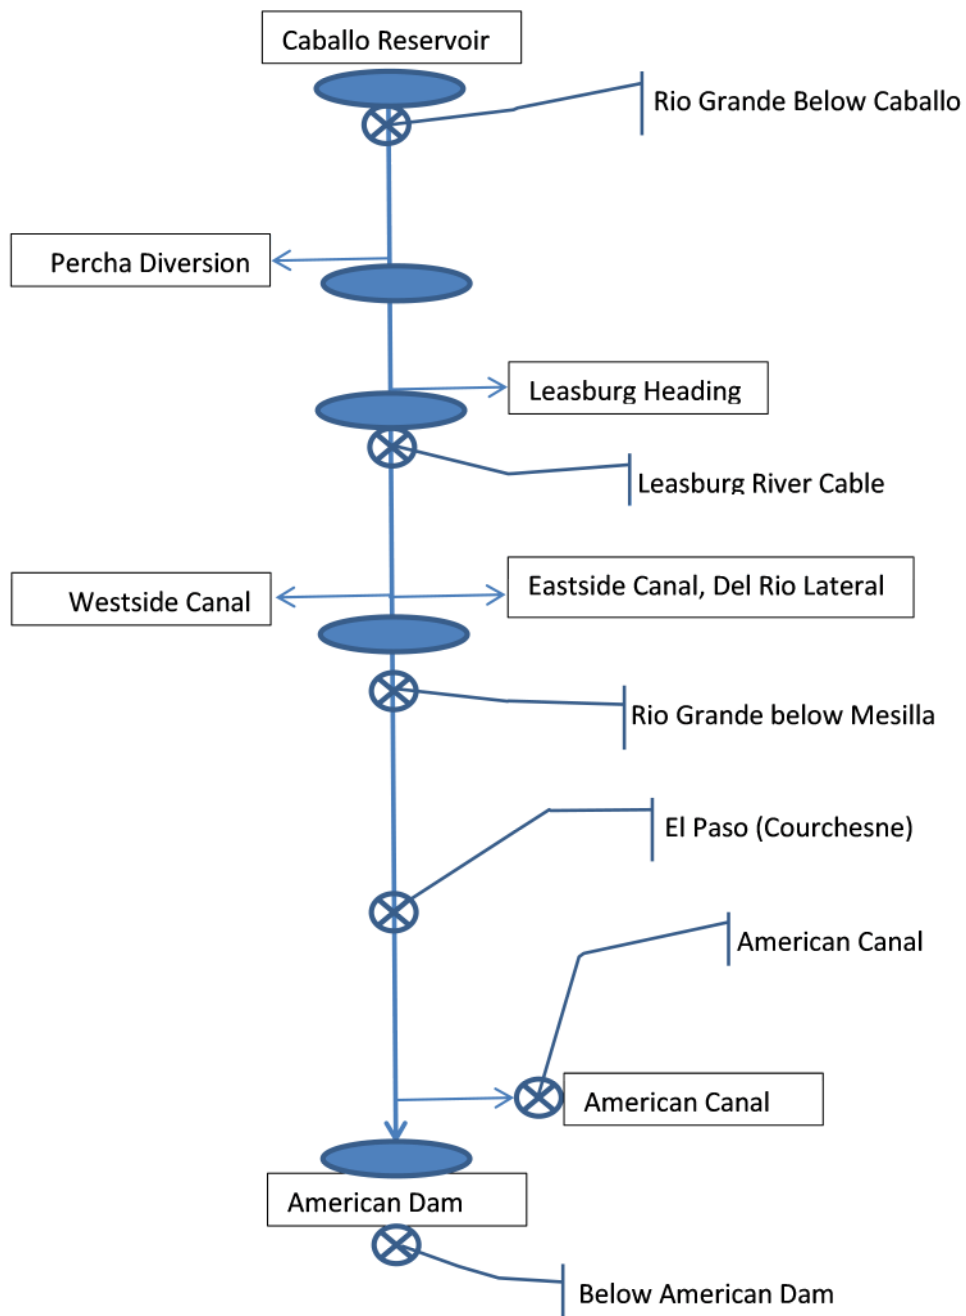 Caballo Reservoir
Rio Grande Below Caballo
Percha Diversion
Leasburg Heading
Leasburg River Cable
Westside Canal
Eastside Canal, Del Rio Lateral
Rio Grande below Mesilla
El Paso (Courchesne)
American Canal
American Canal
American Dam
Below American Dam